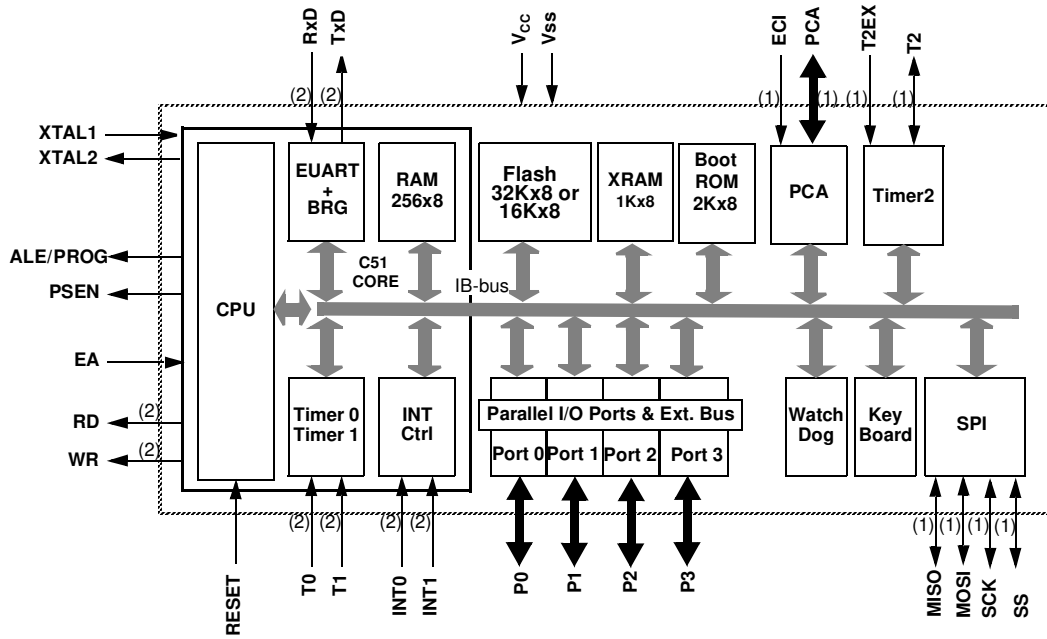 RxD
TxD
VCC
Vss
ECI
PCA
T2EX
T2
(2)
(2)
(1)
(1)
(1)
(1)
XTAL1
XTAL2
ALE/PROG
PSEN
EA
RD
(2)
WR
(2)
CPU
EUART
+
BRG
RAM
256x8
Flash
32Kx8 or
16Kx8
XRAM
1Kx8
Boot
ROM
2Kx8
PCA
Timer2
C51
CORE
IB-bus
Timer 0
Timer 1
INT
Ctrl
Parallel I/O Ports & Ext. Bus
Port 0
Port 1
Port 2
Port 3
Watch
Dog
Key
Board
SPI
(2)
(2)
(2)
(2)
(1)
(1)
(1)
(1)
RESET
T0
T1
INT0
INT1
P0
P1
P2
P3
MISO
MOSI
SCK
SS